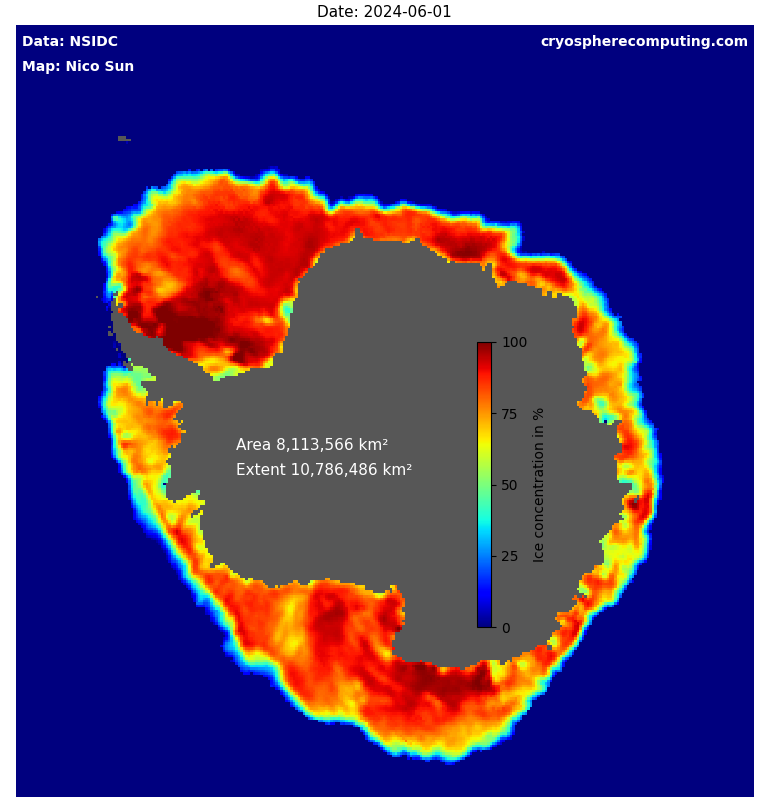 Date: 2024-06-01
Data: NSIDC
cryospherecomputing.com
Map: Nico Sun
100
75
50
25
0
Ice concentration in %
Area 8,113,566 km²
Extent 10,786,486 km²